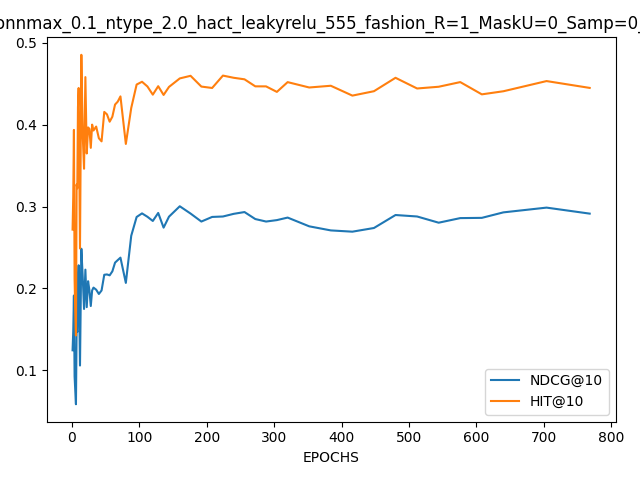 onnmax_0.1_ntype_2.0_hact_leakyrelu_555_fashion_R=1_MaskU=0_Samp=0_
0.5
0.4
0.3
0.2
0.1
0 100 200 300 400 500 600 700 800
EPOCHS
NDCG@10
HIT@10